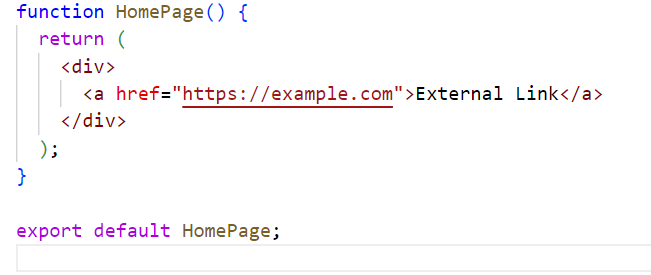 function HomePage() {
return (
<div>
<a href="https://example.com">External Link</a>
</div>
);
}
export default HomePage;